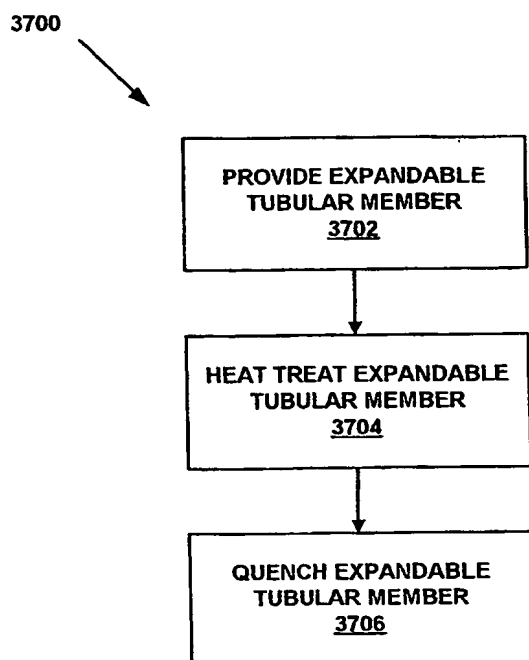 3700
PROVIDE EXPANDABLE
TUBULAR MEMBER
3702
HEAT TREAT EXPANDABLE
TUBULAR MEMBER
3704
QUENCH EXPANDABLE
TUBULAR MEMBER
3706